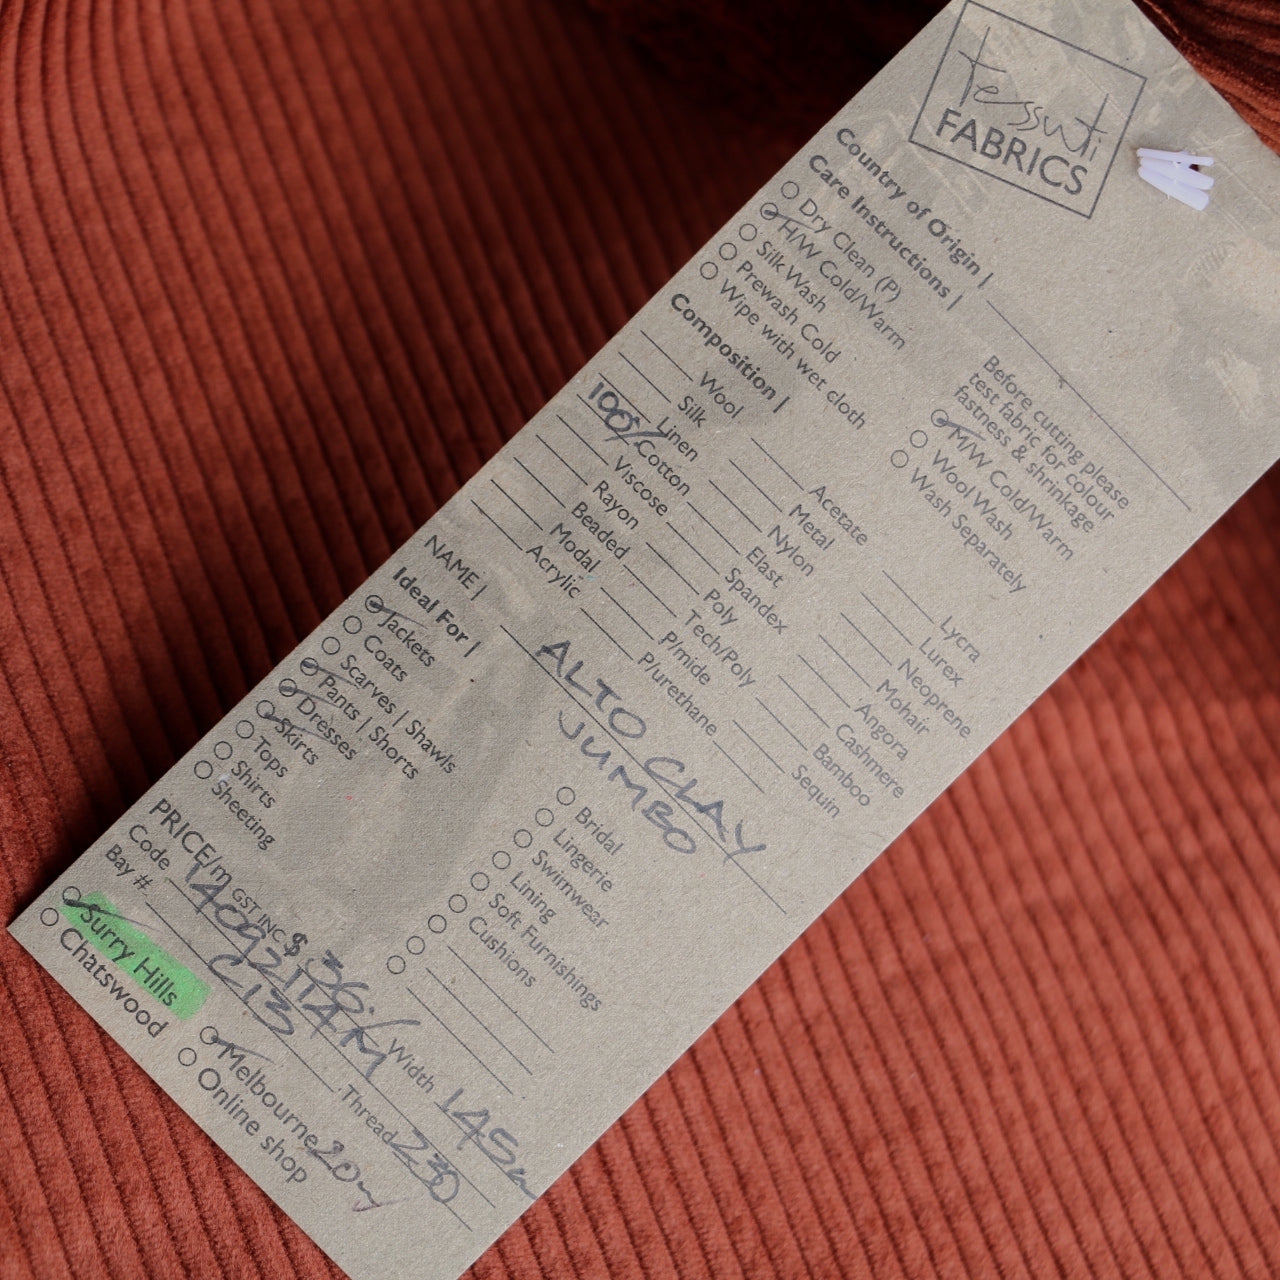 tessuti
FABRICS
Country of Origin |
Care Instructions |
Dry Clean (P)
H/W Cold/Warm
Silk Wash
Prewash Cold
Wipe with wet cloth
Before cutting please
test fabric for colour
fastness & shrinkage
M/W Cold/Warm
Wool Wash
Wash Separately
Composition |
Wool
Silk
Linen
100% Cotton
Viscose
Rayon
Beaded
Modal
Acrylic
Acetate
Metal
Nylon
Elast
Spandex
Poly
Tech/Poly
P/mide
P/urethane
Lycra
Lurex
Neoprene
Mohair
Angora
Cashmere
Bamboo
Sequin
NAME | ALTO CLAY
JUMBO
Ideal For |
Jackets
Coats
Scarves | Shawls
Pants | Shorts
Dresses
Skirts
Tops
Shirts
Sheeting
Bridal
Lingerie
Swimwear
Lining
Soft Furnishings
Cushions
PRICE/m GST INC $ 36/ Width 145
Code 14092114M Thread 230
Bay # C13
Surry Hills
Chatswood
Melbourne 20m
Online shop